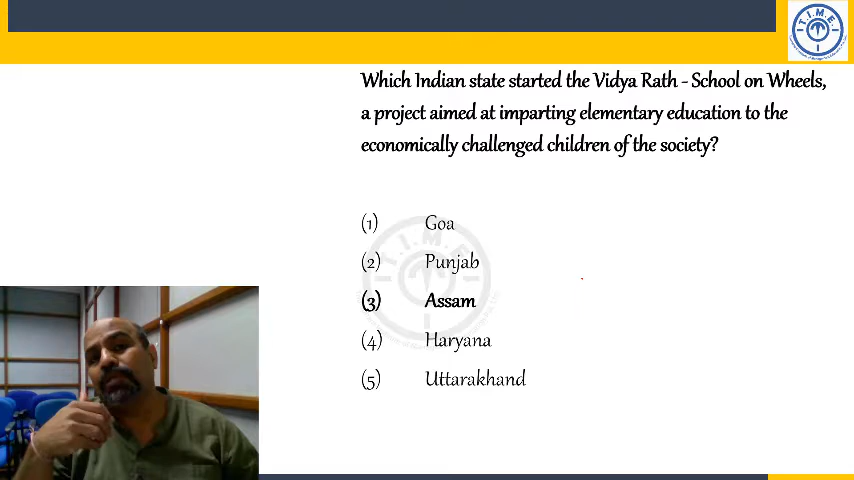 T.I.M.E.
Which Indian state started the Vidya Rath - School on Wheels,
a project aimed at imparting elementary education to the
economically challenged children of the society?
(1) Goa
(2) Punjab
(3) Assam
(4) Haryana
(5) Uttarakhand